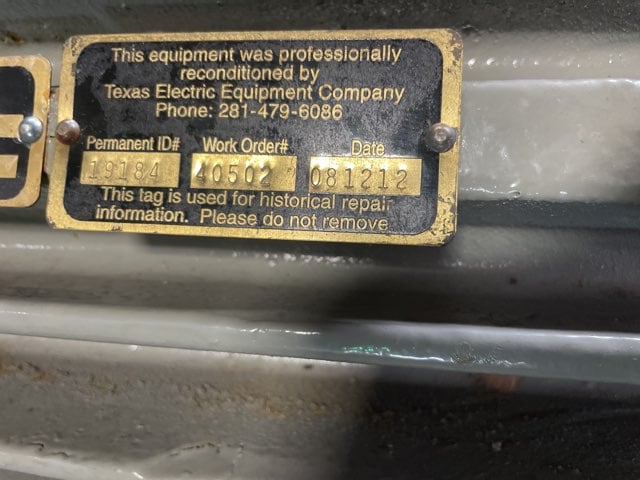 This equipment was professionally
reconditioned by
Texas Electric Equipment Company
Phone: 281-479-6086
Permanent ID# Work Order# Date
19184 40502 081212
This tag is used for historical repair
information. Please do not remove